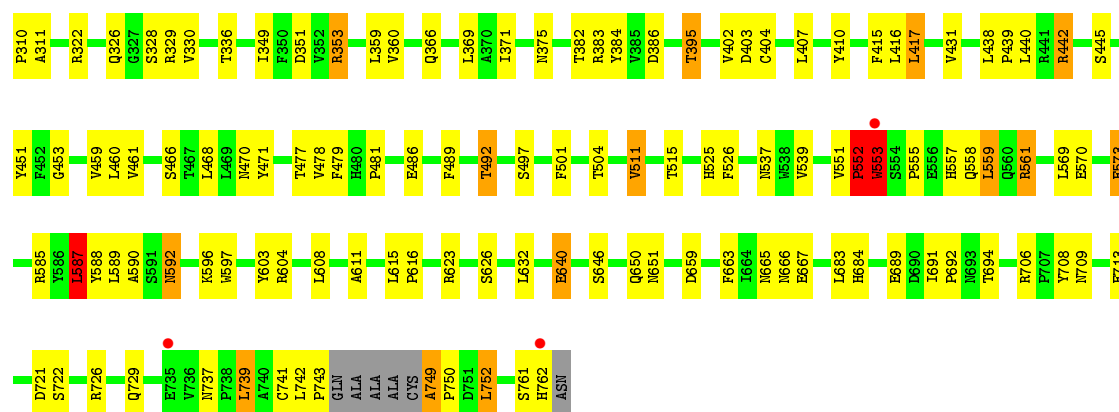 P310 A311 R322 Q326 G327 S328 R329 V330 T336 I349 F350 D351 V352 R353 L359 V360 Q366 L369 A370 I371 N375 T382 R383 Y384 V385 D386 T395 V402 D403 C404 L407 Y410 F415 L416 L417 V431 L438 P439 L440 R441 R442 S445
Y451 F452 G453 V459 L460 V461 S466 T467 L468 L469 N470 Y471 T477 V478 F479 H480 P481 E486 F489 T492 S497 F501 T504 V511 T515 H525 F526 N537 W538 V539 V551 P552 W553 S554 P555 E556 H557 Q558 L559 Q560 R561 L569 E570
R585 Y586 L587 Y588 L589 A590 S591 N592 K596 W597 Y603 R604 L608 A611 L615 P616 R623 S626 L632 E640 S646 Q650 N651 D659 F663 I664 N665 N666 E667 L683 H684 E689 D690 I691 P692 N693 T694 R706 P707 Y708 N709
D721 S722 R726 Q729 E735 V736 N737 P738 L739 A740 C741 L742 P743 GLN ALA ALA ALA CYS A749 P750 D751 L752 S761 H762 ASN